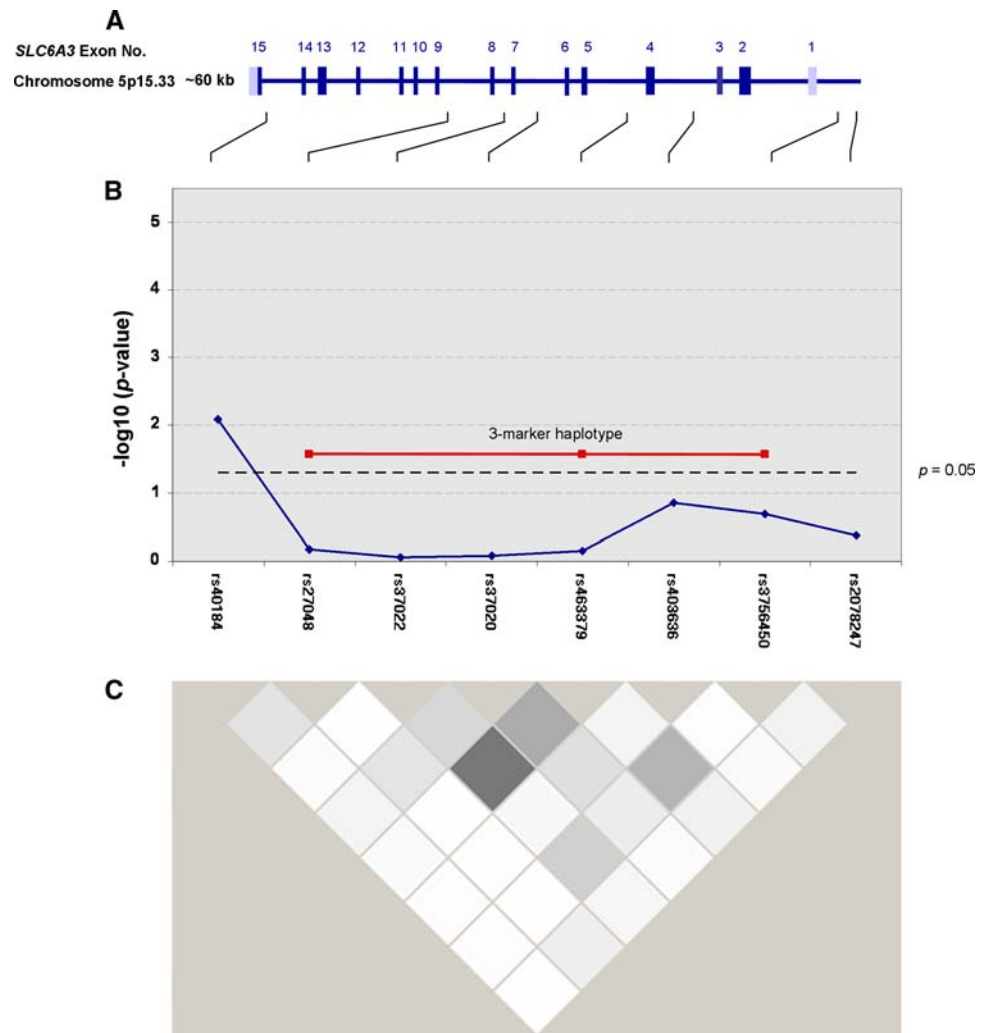 A
SLC6A3 Exon No.
15 14 13 12 11 10 9 8 7 6 5 4 3 2 1
Chromosome 5p15.33 ~60 kb
B
-log10 (p-value)
5
4
3
2
1
0
3-marker haplotype
p = 0.05
rs40184
rs27048
rs37022
rs37020
rs463379
rs403636
rs3756450
rs2078247
C